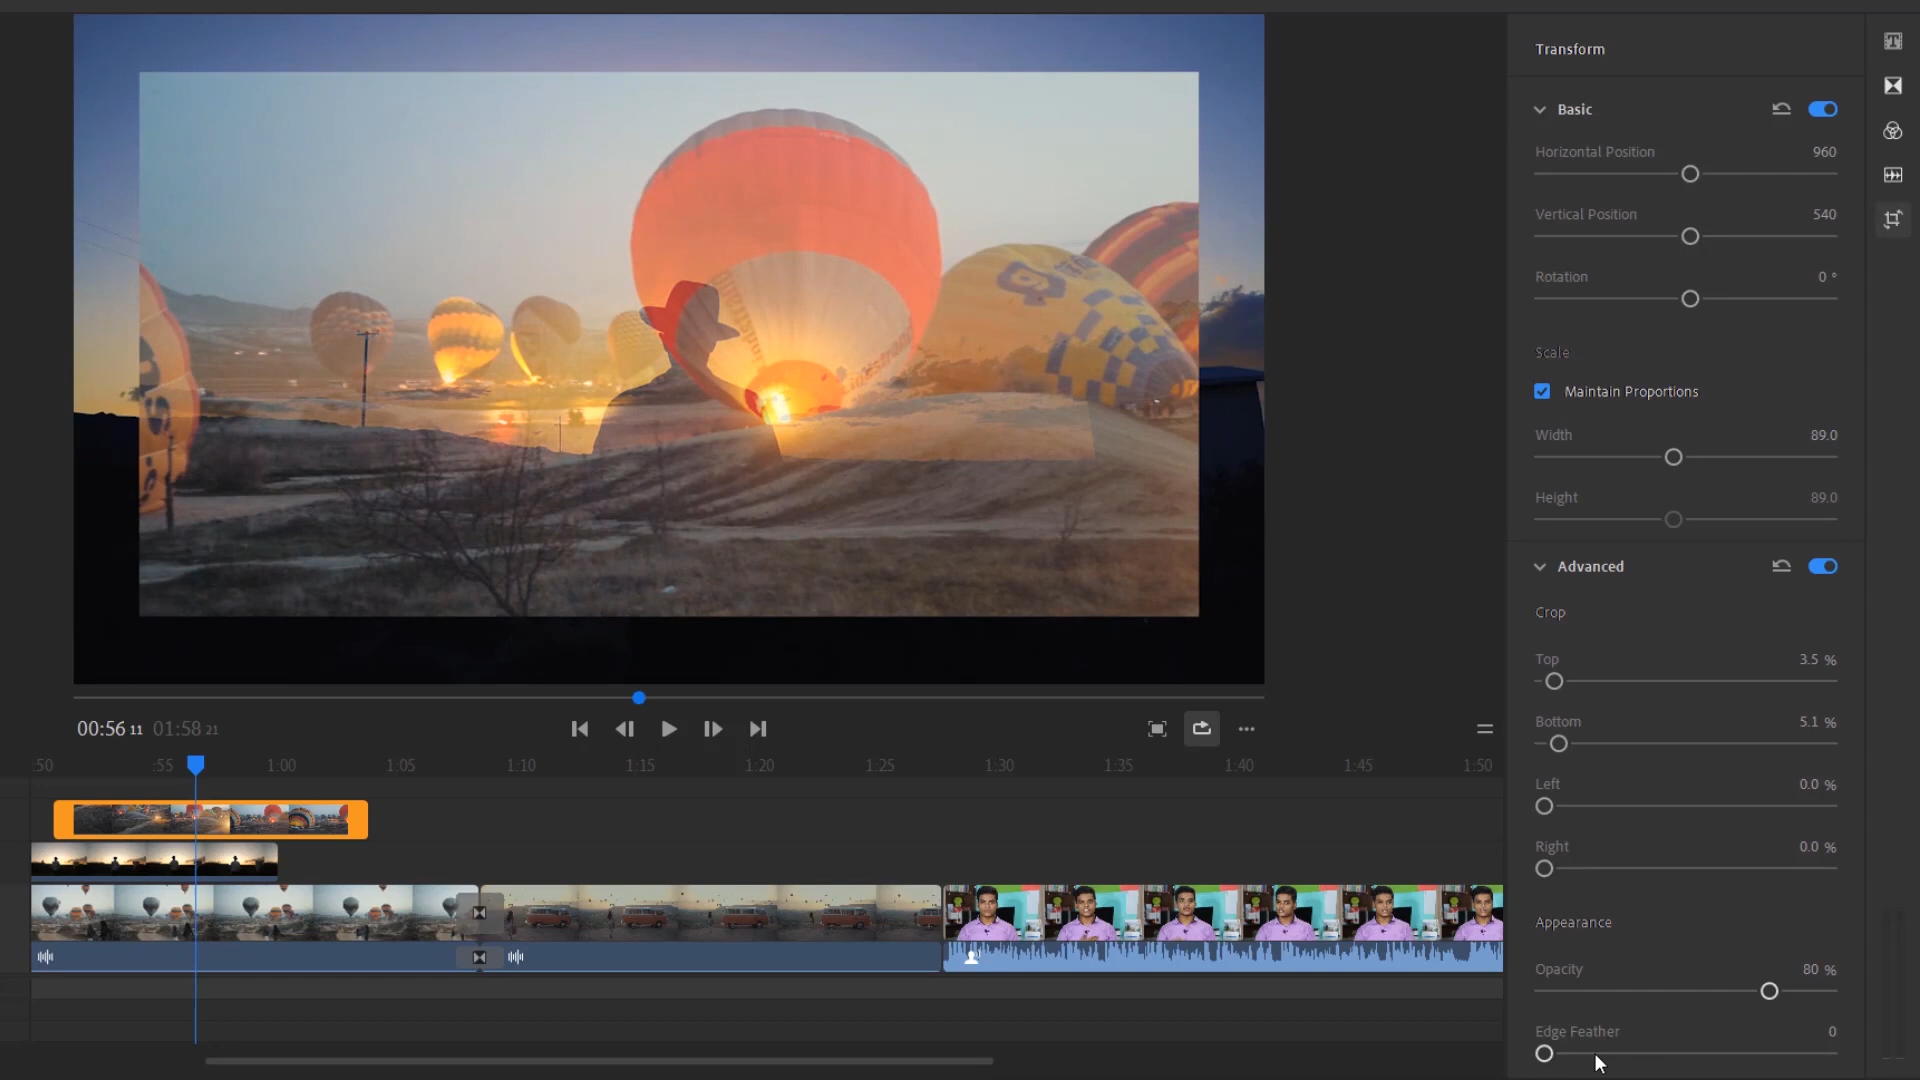 Transform
Basic
Horizontal Position 960
Vertical Position 540
Rotation 0 °
Scale
Maintain Proportions
Width 89.0
Height 89.0
Advanced
Crop
Top 3.5 %
Bottom 5.1 %
Left 0.0 %
Right 0.0 %
Appearance
Opacity 80 %
Edge Feather 0
00:56 11 01:58 21
:50 :55 1:00 1:05 1:10 1:15 1:20 1:25 1:30 1:35 1:40 1:45 1:50